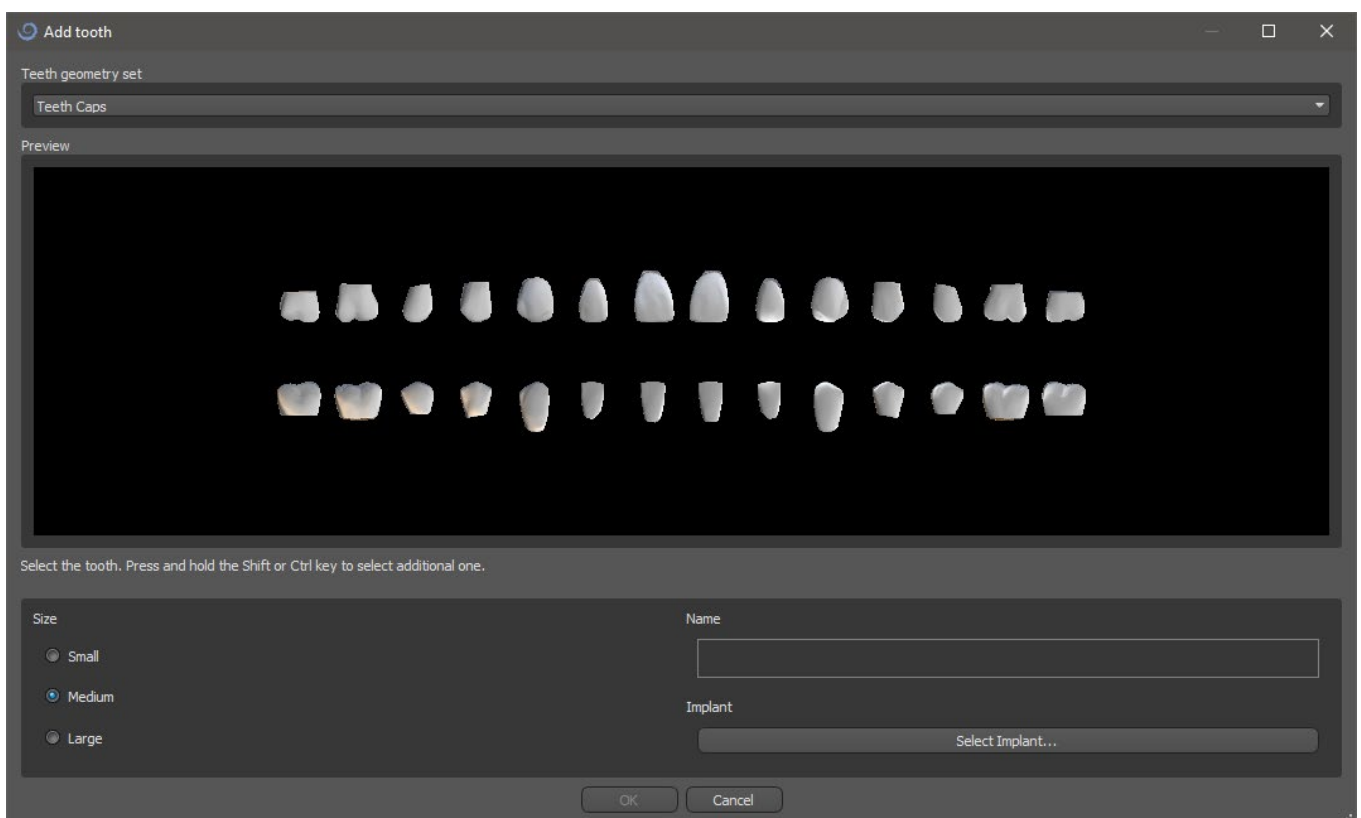 Add tooth
Teeth geometry set
Teeth Caps
Preview
Select the tooth. Press and hold the Shift or Ctrl key to select additional one.
Size
Name
Small
Medium
Implant
Large
Select Implant...
OK
Cancel